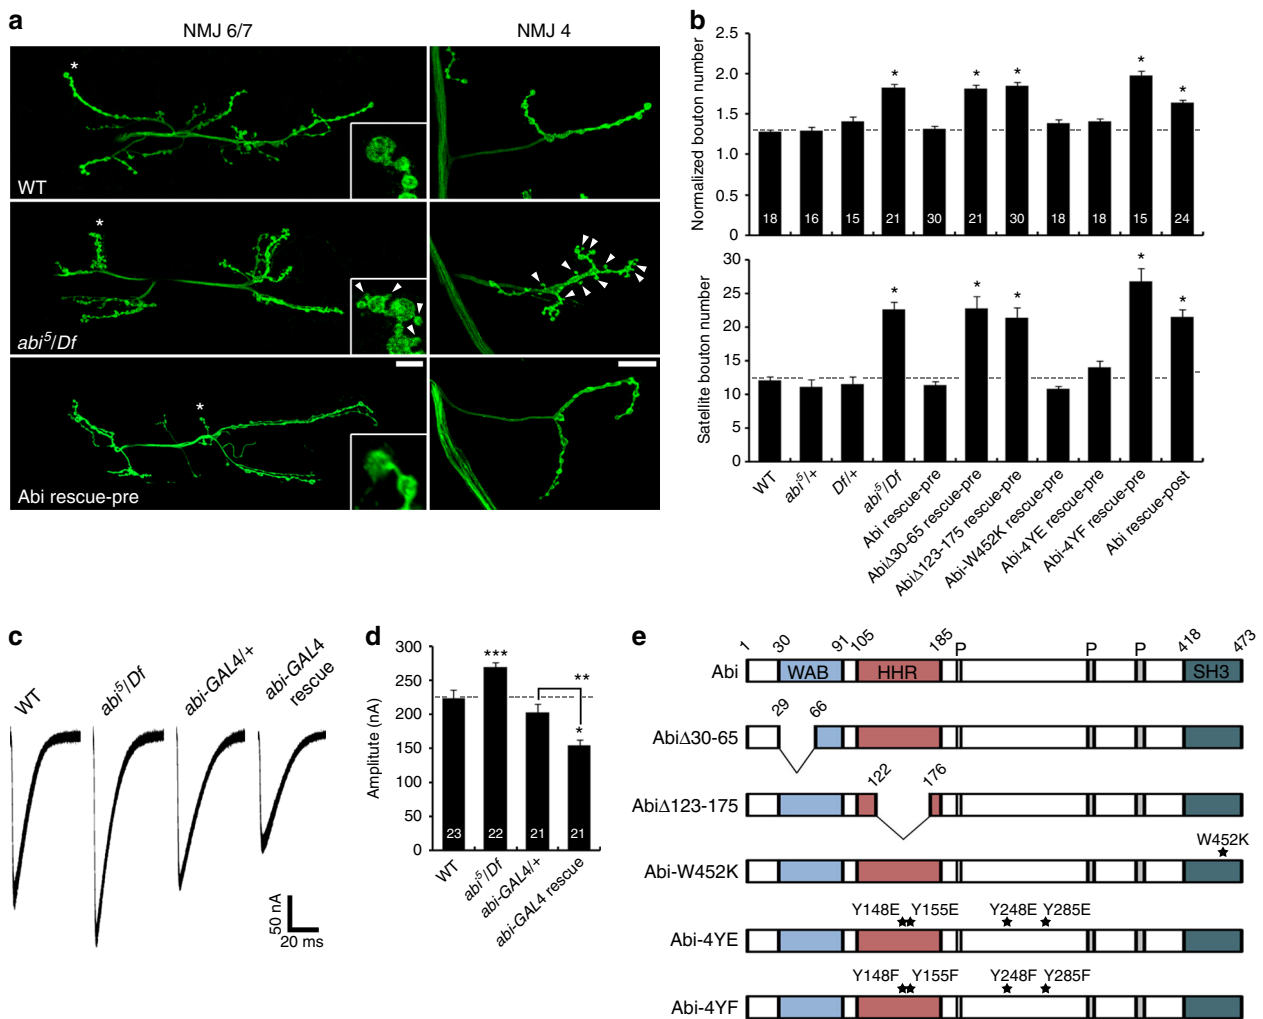 a
NMJ 6/7
NMJ 4
*
WT
*
abi⁵/Df
*
Abi rescue-pre
b
Normalized bouton number
2.5
2.0
1.5
1.0
0.5
0
* * * * *
18 16 15 21 30 21 30 18 18 15 24
Satellite bouton number
30
25
20
15
10
5
0
* * * * *
WT
abi⁵/+
Df/+
abi⁵/Df
Abi rescue-pre
AbiΔ30-65 rescue-pre
AbiΔ123-175 rescue-pre
Abi-W452K rescue-pre
Abi-4YE rescue-pre
Abi-4YF rescue-pre
Abi rescue-post
c
WT
abi⁵/Df
abi-GAL4/+
abi-GAL4
rescue
50 nA
20 ms
d
Amplitute (nA)
300
250
200
150
100
50
0
***
**
*
23 22 21 21
WT
abi⁵/Df
abi-GAL4/+
abi-GAL4 rescue
e
1 30 91 105 185 P P P 418 473
Abi WAB HHR SH3
29 66
AbiΔ30-65
122 176
AbiΔ123-175
W452K
Abi-W452K
Y148E Y155E Y248E Y285E
Abi-4YE
Y148F Y155F Y248F Y285F
Abi-4YF